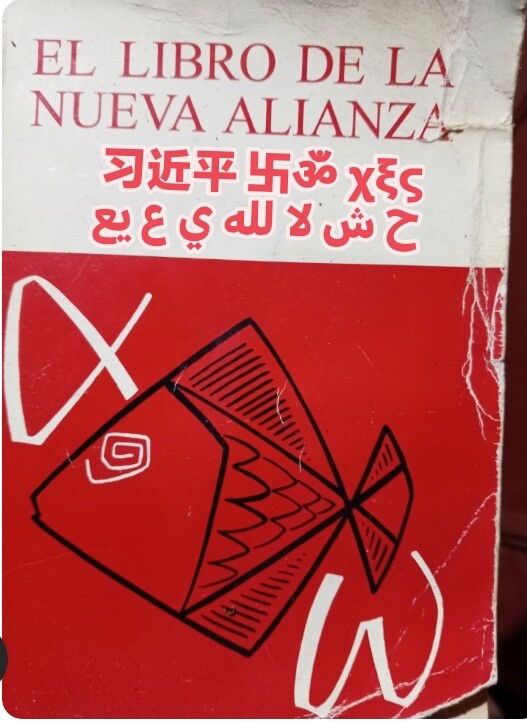 EL LIBRO DE LA
NUEVA ALIANZA
习近平 卐ॐ χξς
ح ش لا لله ي ع يع
α
ω